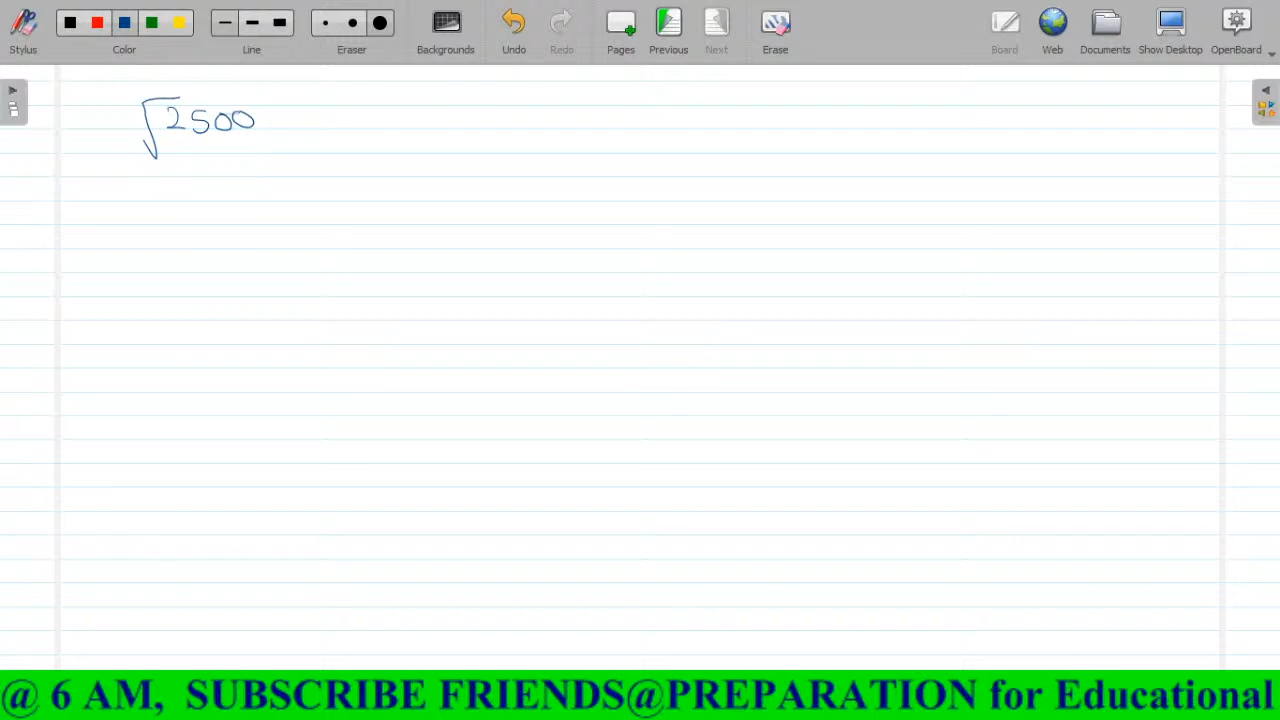 Stylus
Color
Line
Eraser
Backgrounds
Undo
Redo
Pages
Previous
Next
Erase
Board
Web
Documents
Show Desktop
OpenBoard
√2500
@ 6 AM, SUBSCRIBE FRIENDS@PREPARATION for Educational